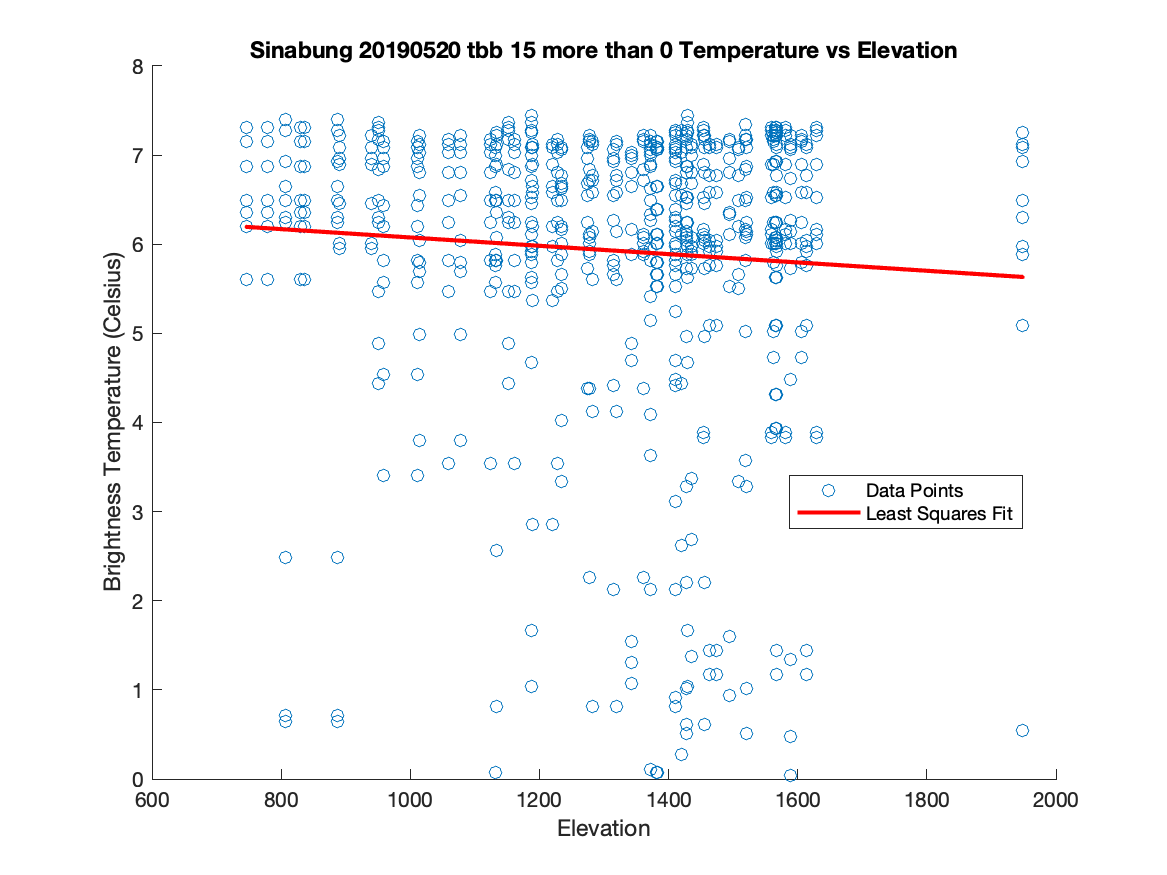 Sinabung 20190520 tbb 15 more than 0 Temperature vs Elevation
8
7
6
5
4
3
2
1
0
Brightness Temperature (Celsius)
Data Points
Least Squares Fit
600 800 1000 1200 1400 1600 1800 2000
Elevation